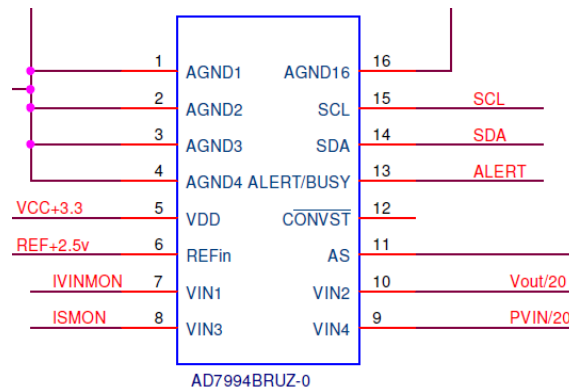 1 AGND1 AGND16 16
2 AGND2 SCL 15 SCL
3 AGND3 SDA 14 SDA
4 AGND4 ALERT/BUSY 13 ALERT
VCC+3.3 5 VDD CONVST 12
REF+2.5v 6 REFin AS 11
IVINMON 7 VIN1 VIN2 10 Vout/20
ISMON 8 VIN3 VIN4 9 PVIN/20
AD7994BRUZ-0